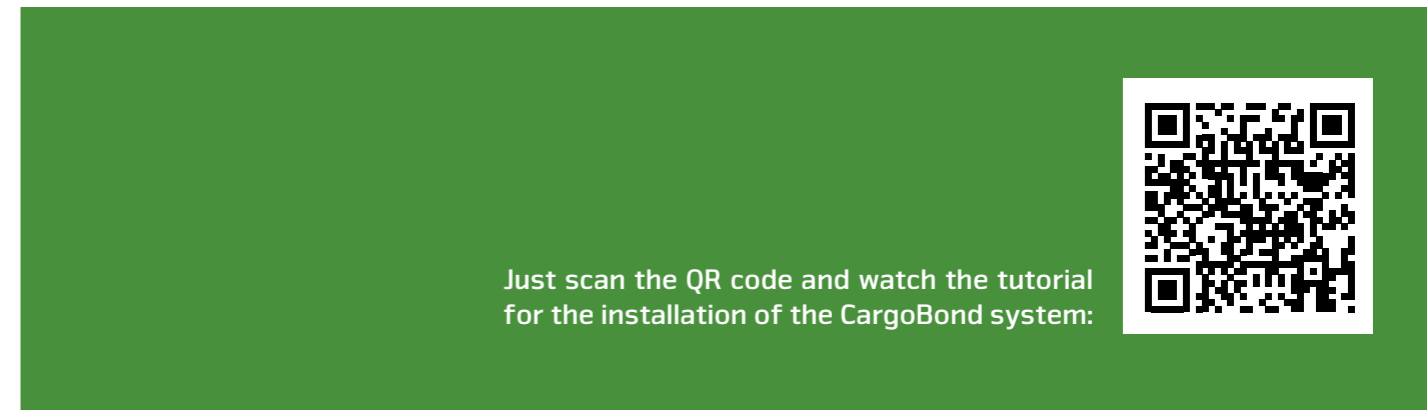 Just scan the QR code and watch the tutorial
for the installation of the CargoBond system: